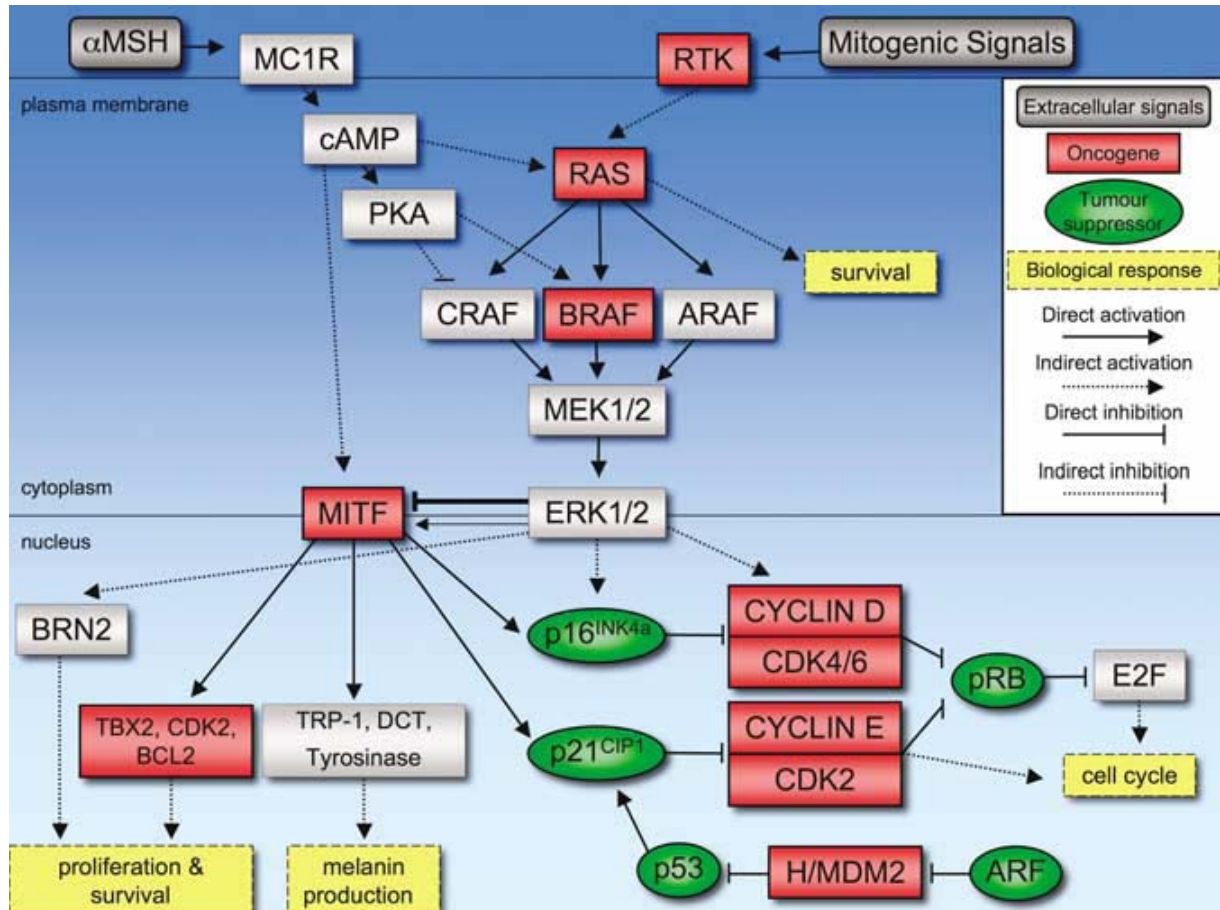 αMSH
MC1R
RTK
Mitogenic Signals
plasma membrane
cAMP
RAS
PKA
survival
CRAF
BRAF
ARAF
MEK1/2
cytoplasm
MITF
ERK1/2
nucleus
BRN2
p16INK4a
CYCLIN D
CDK4/6
pRB
E2F
TBX2, CDK2,
BCL2
TRP-1, DCT,
Tyrosinase
p21CIP1
CYCLIN E
CDK2
cell cycle
proliferation &
survival
melanin
production
p53
H/MDM2
ARF
Extracellular signals
Oncogene
Tumour
suppressor
Biological response
Direct activation
Indirect activation
Direct inhibition
Indirect inhibition